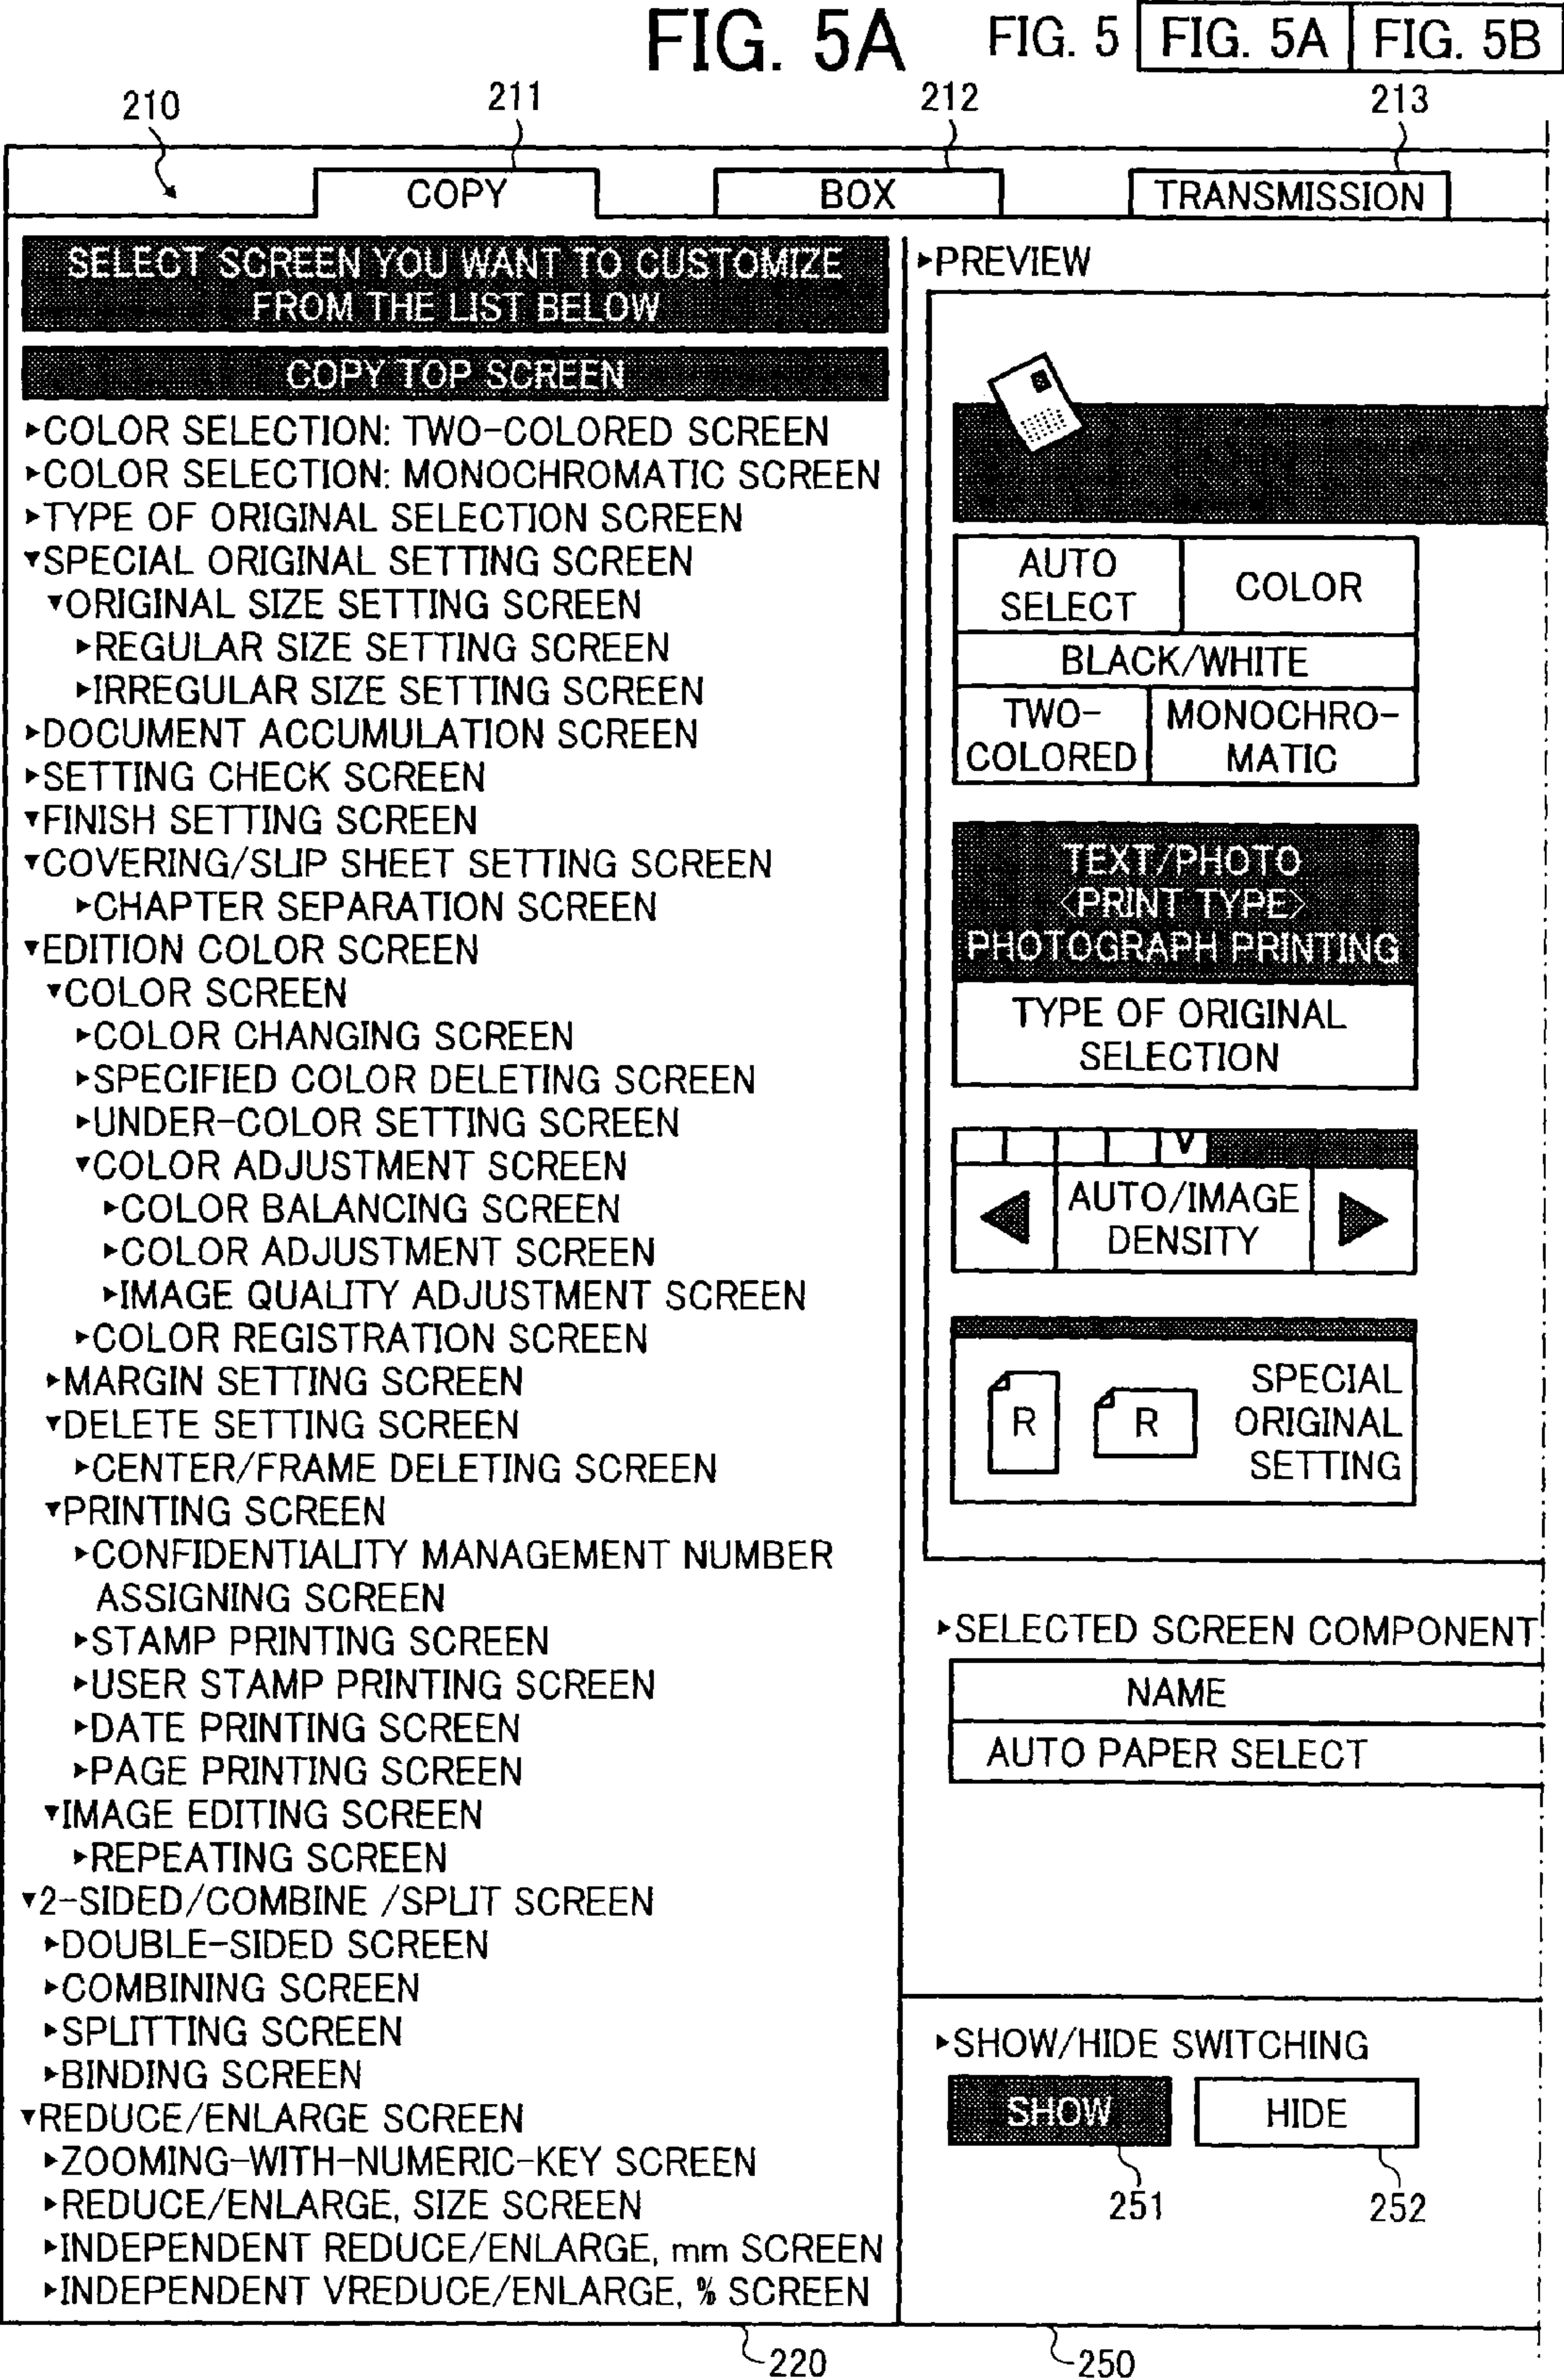 FIG. 5A
FIG. 5
FIG. 5A
FIG. 5B
210
211
212
213
COPY
BOX
TRANSMISSION
SELECT SCREEN YOU WANT TO CUSTOMIZE
FROM THE LIST BELOW
COPY TOP SCREEN
▸COLOR SELECTION: TWO-COLORED SCREEN
▸COLOR SELECTION: MONOCHROMATIC SCREEN
▸TYPE OF ORIGINAL SELECTION SCREEN
▾SPECIAL ORIGINAL SETTING SCREEN
▾ORIGINAL SIZE SETTING SCREEN
▸REGULAR SIZE SETTING SCREEN
▸IRREGULAR SIZE SETTING SCREEN
▸DOCUMENT ACCUMULATION SCREEN
▸SETTING CHECK SCREEN
▾FINISH SETTING SCREEN
▾COVERING/SLIP SHEET SETTING SCREEN
▸CHAPTER SEPARATION SCREEN
▾EDITION COLOR SCREEN
▾COLOR SCREEN
▸COLOR CHANGING SCREEN
▸SPECIFIED COLOR DELETING SCREEN
▸UNDER-COLOR SETTING SCREEN
▾COLOR ADJUSTMENT SCREEN
▸COLOR BALANCING SCREEN
▸COLOR ADJUSTMENT SCREEN
▸IMAGE QUALITY ADJUSTMENT SCREEN
▸COLOR REGISTRATION SCREEN
▸MARGIN SETTING SCREEN
▾DELETE SETTING SCREEN
▸CENTER/FRAME DELETING SCREEN
▾PRINTING SCREEN
▸CONFIDENTIALITY MANAGEMENT NUMBER
ASSIGNING SCREEN
▸STAMP PRINTING SCREEN
▸USER STAMP PRINTING SCREEN
▸DATE PRINTING SCREEN
▸PAGE PRINTING SCREEN
▾IMAGE EDITING SCREEN
▸REPEATING SCREEN
▾2-SIDED/COMBINE /SPLIT SCREEN
▸DOUBLE-SIDED SCREEN
▸COMBINING SCREEN
▸SPLITTING SCREEN
▸BINDING SCREEN
▾REDUCE/ENLARGE SCREEN
▸ZOOMING-WITH-NUMERIC-KEY SCREEN
▸REDUCE/ENLARGE, SIZE SCREEN
▸INDEPENDENT REDUCE/ENLARGE, mm SCREEN
▸INDEPENDENT VREDUCE/ENLARGE, % SCREEN
220
▸PREVIEW
AUTO
SELECT
COLOR
BLACK/WHITE
TWO-
COLORED
MONOCHRO-
MATIC
TEXT/PHOTO
<PRINT TYPE>
PHOTOGRAPH PRINTING
TYPE OF ORIGINAL
SELECTION
V
AUTO/IMAGE
DENSITY
R
R
SPECIAL
ORIGINAL
SETTING
▸SELECTED SCREEN COMPONENT
NAME
AUTO PAPER SELECT
▸SHOW/HIDE SWITCHING
SHOW
HIDE
251
252
250